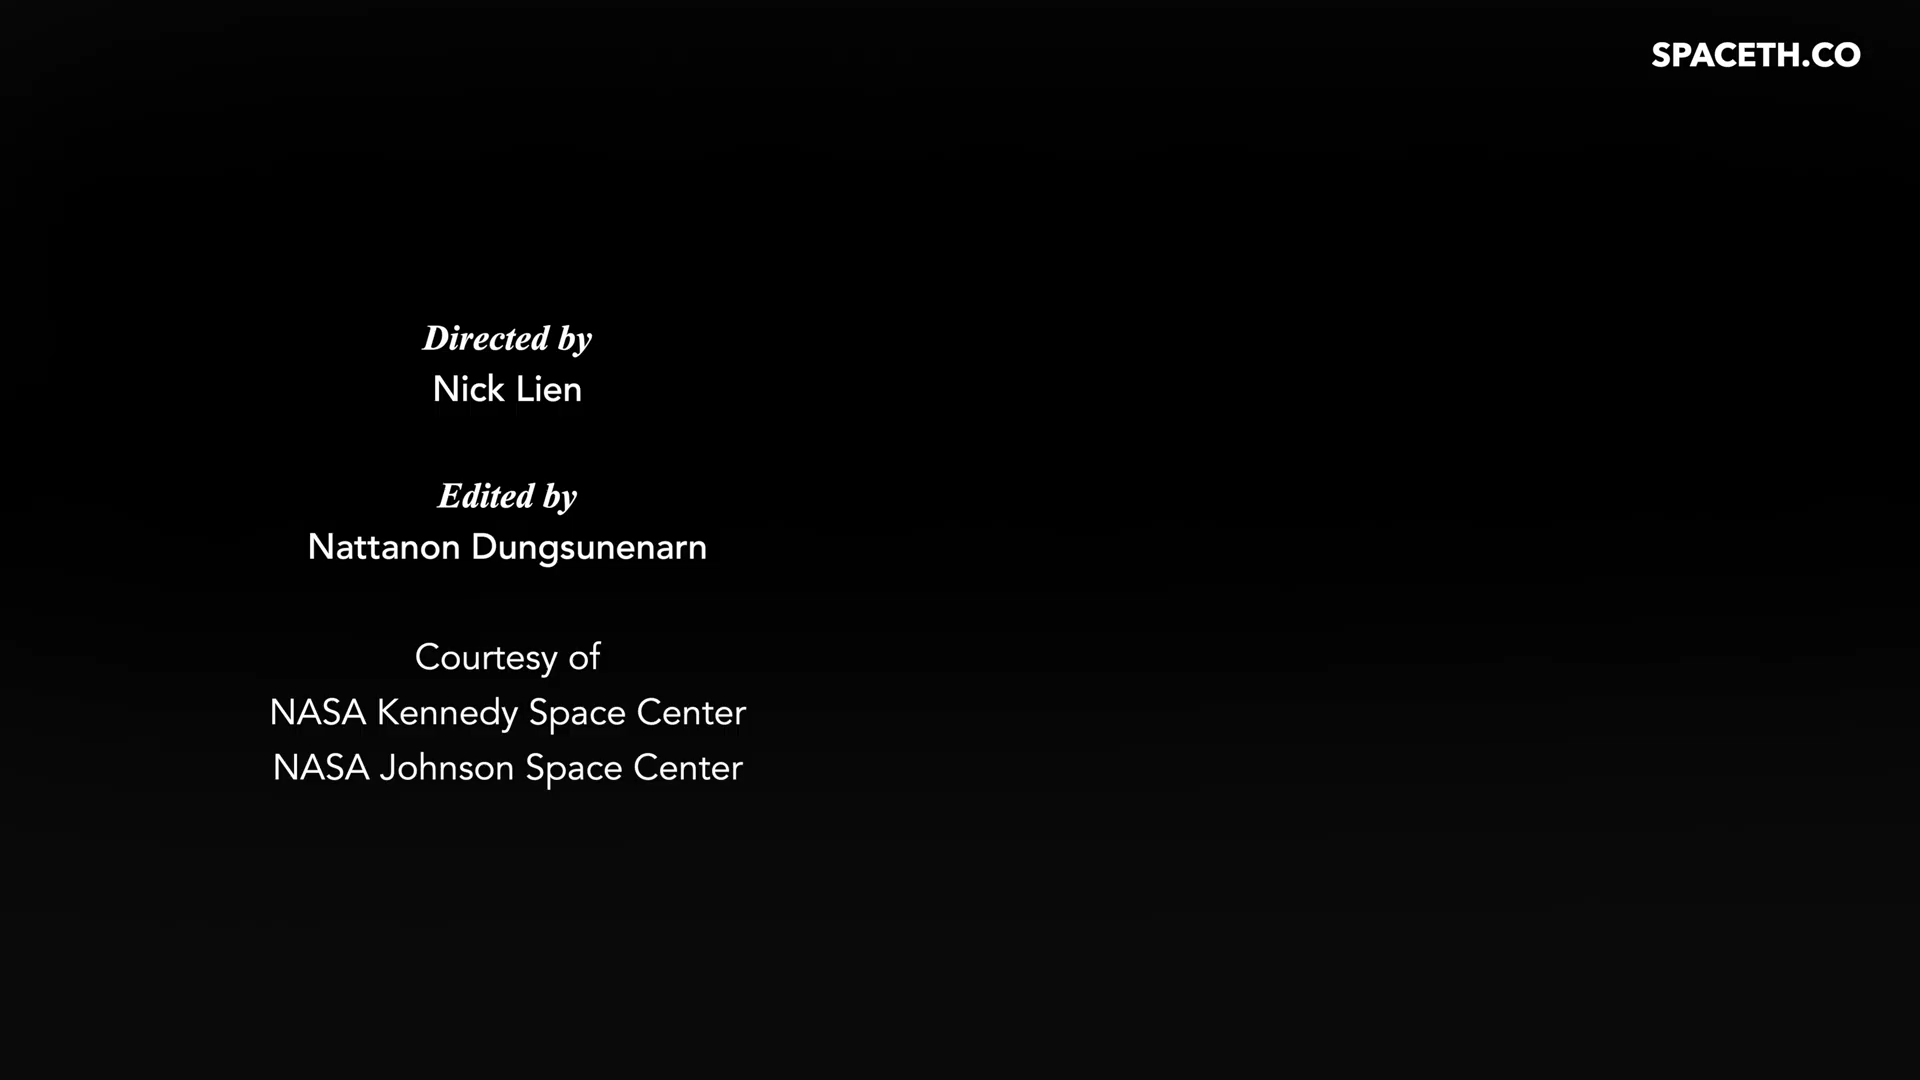 SPACETH.CO
Directed by
Nick Lien
Edited by
Nattanon Dungsunenarn
Courtesy of
NASA Kennedy Space Center
NASA Johnson Space Center